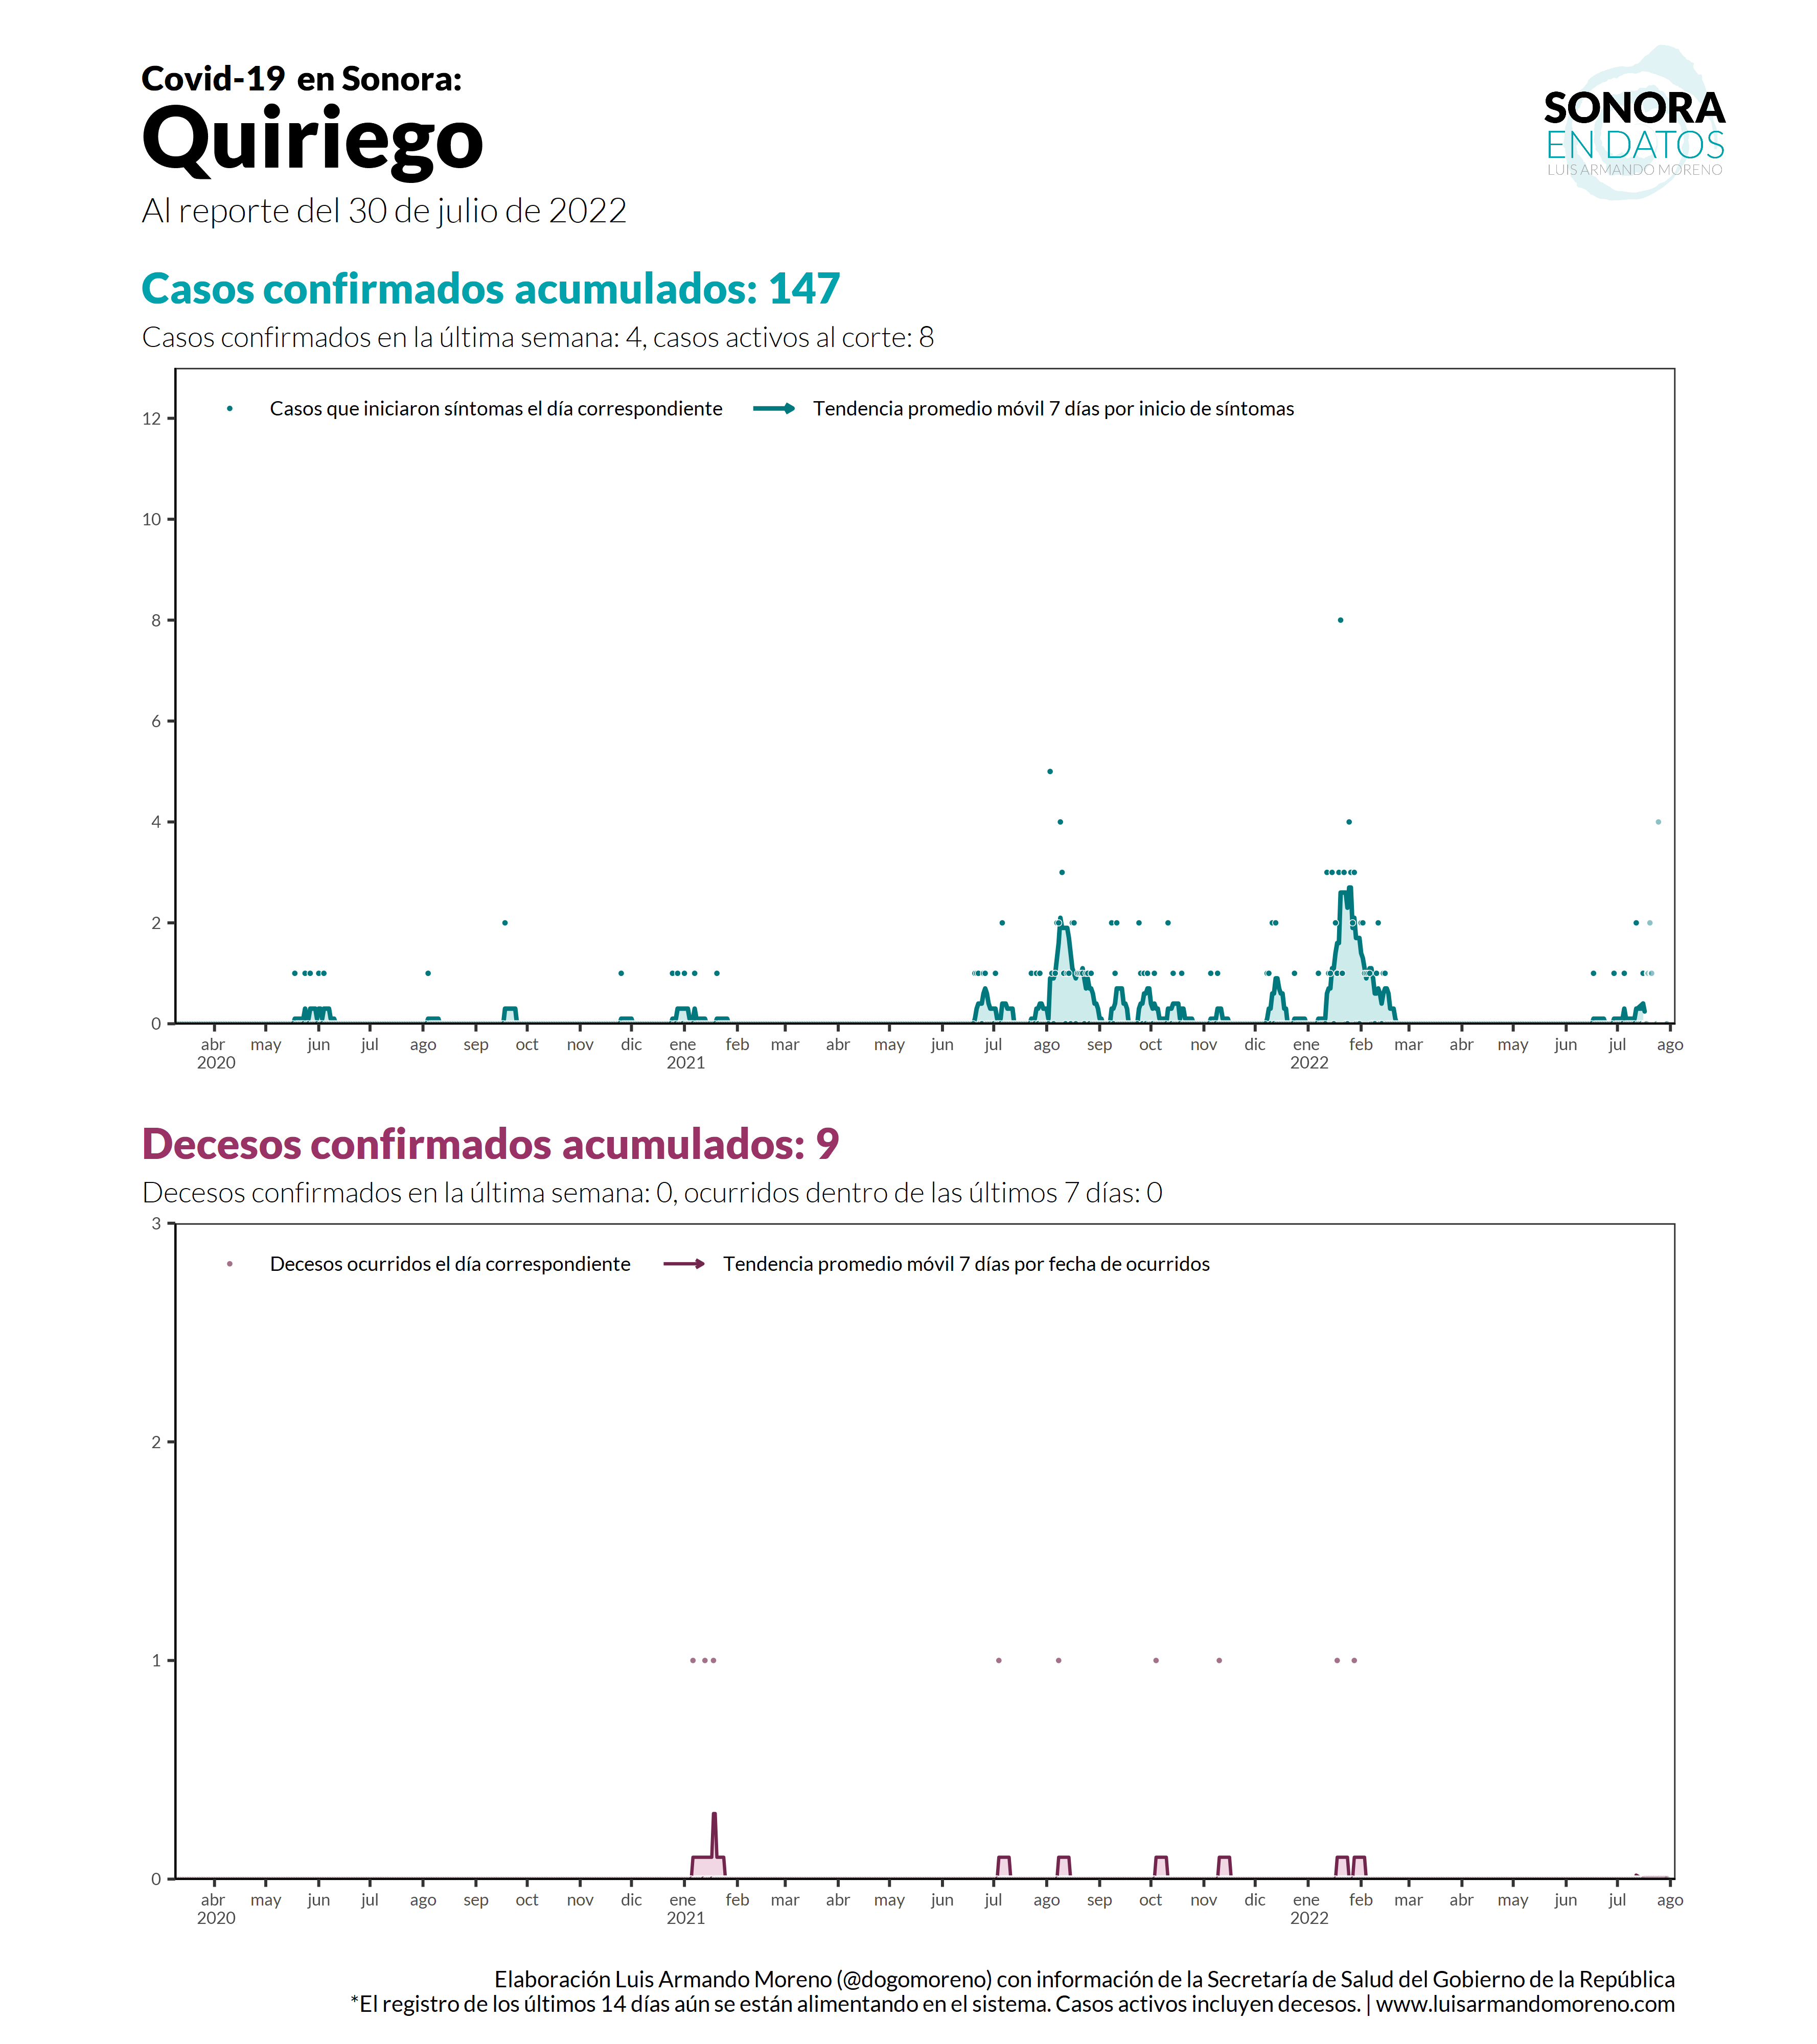 Covid-19 en Sonora:
Quiriego
Al reporte del 30 de julio de 2022
SONORA
EN DATOS
LUIS ARMANDO MORENO
Casos confirmados acumulados: 147
Casos confirmados en la última semana: 4, casos activos al corte: 8
Casos que iniciaron síntomas el día correspondiente Tendencia promedio móvil 7 días por inicio de síntomas
12
10
8
6
4
2
0
abr may jun jul ago sep oct nov dic ene feb mar abr may jun jul ago sep oct nov dic ene feb mar abr may jun jul ago
2020 2021 2022
Decesos confirmados acumulados: 9
Decesos confirmados en la última semana: 0, ocurridos dentro de las últimos 7 días: 0
Decesos ocurridos el día correspondiente Tendencia promedio móvil 7 días por fecha de ocurridos
3
2
1
0
abr may jun jul ago sep oct nov dic ene feb mar abr may jun jul ago sep oct nov dic ene feb mar abr may jun jul ago
2020 2021 2022
Elaboración Luis Armando Moreno (@dogomoreno) con información de la Secretaría de Salud del Gobierno de la República
*El registro de los últimos 14 días aún se están alimentando en el sistema. Casos activos incluyen decesos. | www.luisarmandomoreno.com